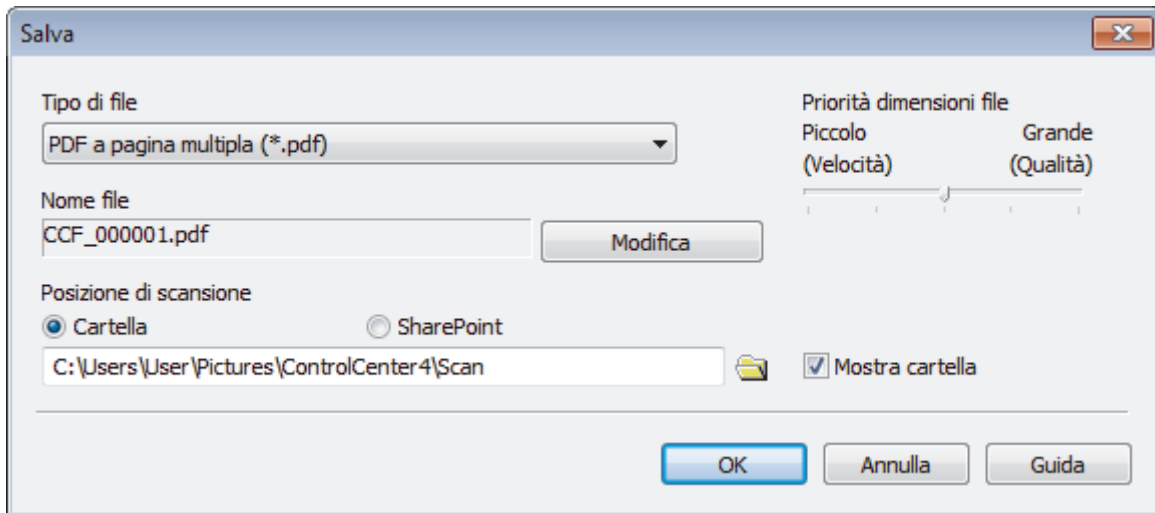 Salva
Tipo di file
PDF a pagina multipla (*.pdf)
Priorità dimensioni file
Piccolo Grande
(Velocità) (Qualità)
Nome file
CCF_000001.pdf
Modifica
Posizione di scansione
Cartella SharePoint
C:\Users\User\Pictures\ControlCenter4\Scan
Mostra cartella
OK Annulla Guida